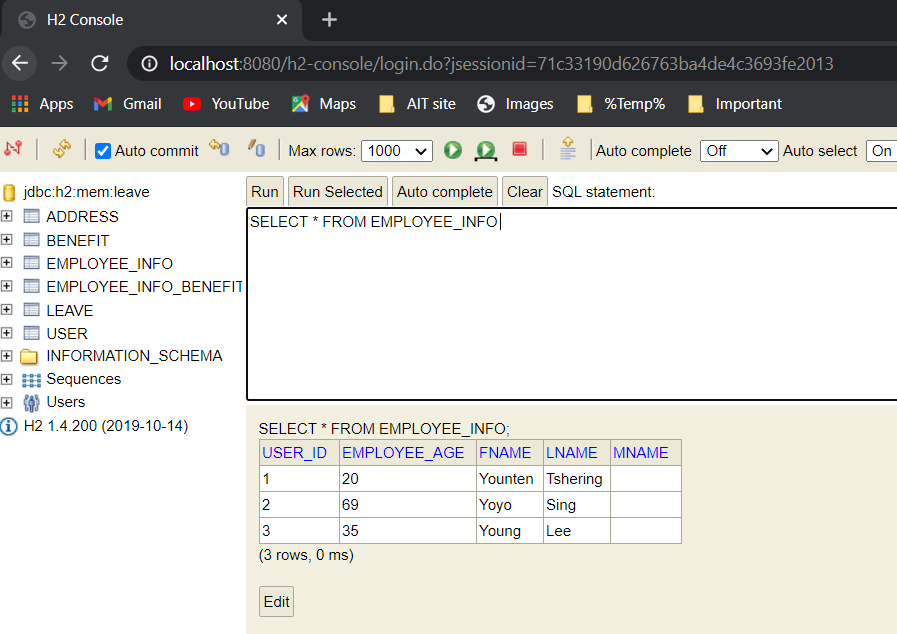 H2 Console
localhost:8080/h2-console/login.do?jsessionid=71c33190d626763ba4de4c3693fe2013
Apps Gmail YouTube Maps AIT site Images %Temp% Important
Auto commit Max rows: 1000 Auto complete Off Auto select On
jdbc:h2:mem:leave
ADDRESS
BENEFIT
EMPLOYEE_INFO
EMPLOYEE_INFO_BENEFIT
LEAVE
USER
INFORMATION_SCHEMA
Sequences
Users
H2 1.4.200 (2019-10-14)
Run Run Selected Auto complete Clear SQL statement:
SELECT * FROM EMPLOYEE_INFO
SELECT * FROM EMPLOYEE_INFO;
USER_ID EMPLOYEE_AGE FNAME LNAME MNAME
1 20 Younten Tshering
2 69 Yoyo Sing
3 35 Young Lee
(3 rows, 0 ms)
Edit